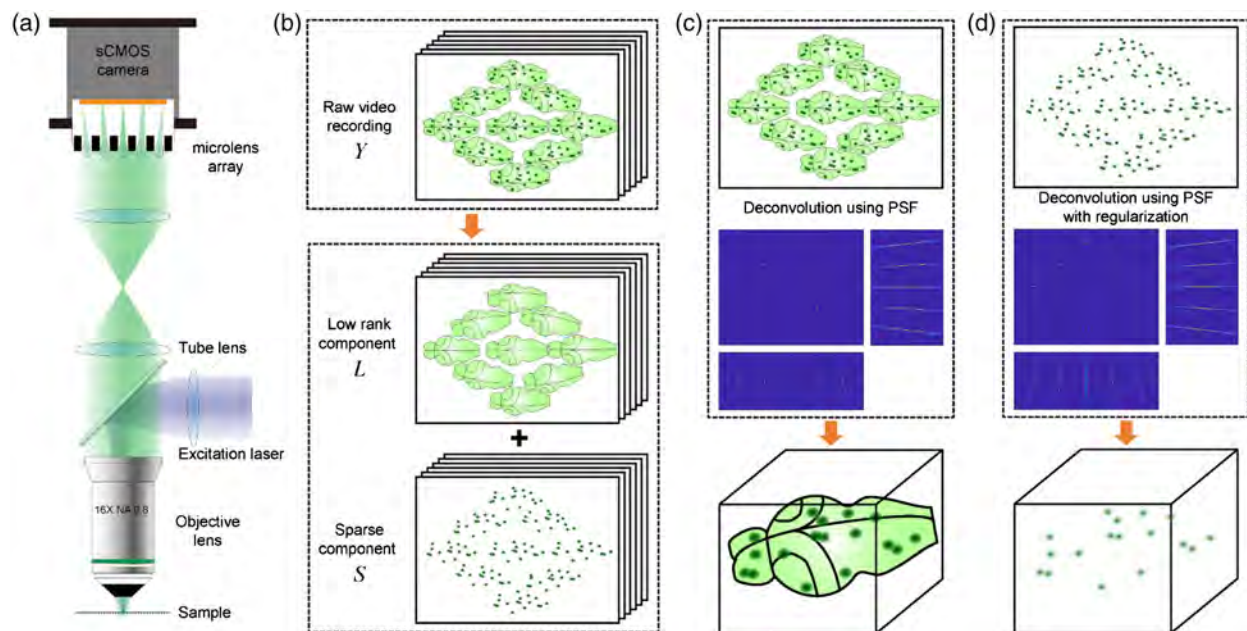 (a)
sCMOS
camera
microlens
array
Tube lens
Excitation laser
16X NA 0.8
Objective
lens
Sample
(b)
Raw video
recording
Y
Low rank
component
L
+
Sparse
component
S
(c)
Deconvolution using PSF
(d)
Deconvolution using PSF
with regularization